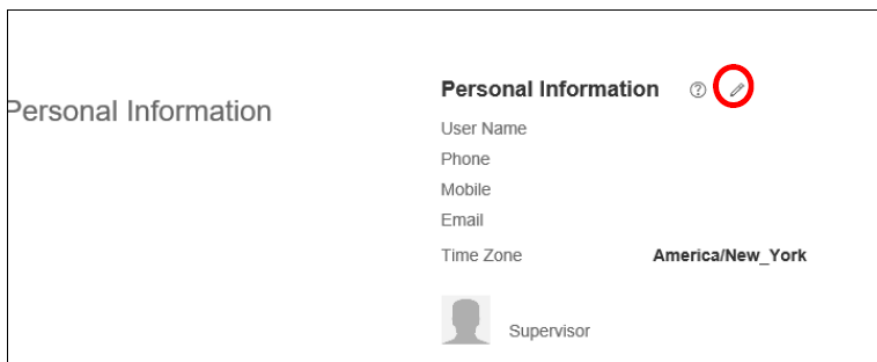 Personal Information
Personal Information
User Name
Phone
Mobile
Email
Time Zone America/New_York
Supervisor